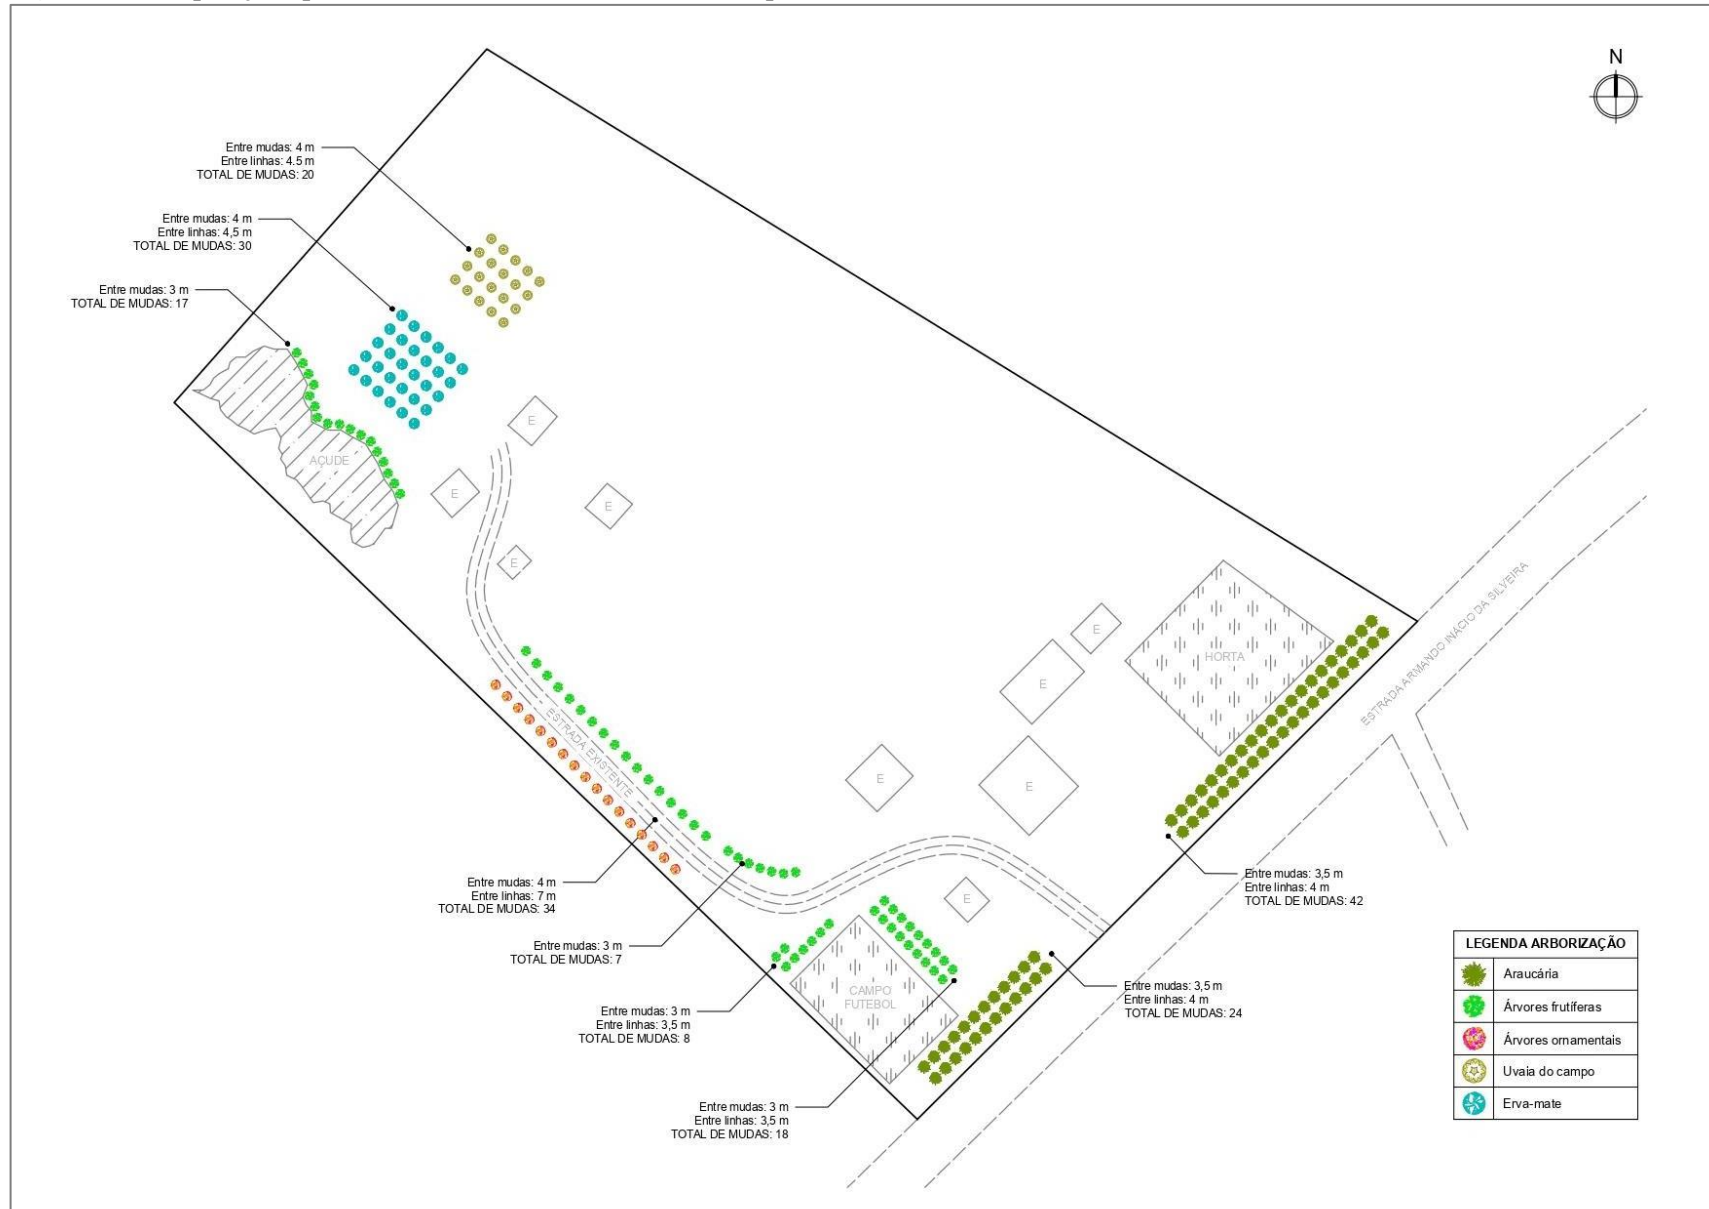 N
Entre mudas: 4 m
Entre linhas: 4.5 m
TOTAL DE MUDAS: 20
Entre mudas: 4 m
Entre linhas: 4,5 m
TOTAL DE MUDAS: 30
Entre mudas: 3 m
TOTAL DE MUDAS: 17
AÇUDE
E
E
E
E
ESTRADA EXISTENTE
E
E
E
E
E
HORTA
ESTRADA ARMANDO INÁCIO DA SILVEIRA
Entre mudas: 4 m
Entre linhas: 7 m
TOTAL DE MUDAS: 34
Entre mudas: 3 m
TOTAL DE MUDAS: 7
Entre mudas: 3 m
Entre linhas: 3,5 m
TOTAL DE MUDAS: 8
CAMPO
FUTEBOL
Entre mudas: 3 m
Entre linhas: 3,5 m
TOTAL DE MUDAS: 18
Entre mudas: 3,5 m
Entre linhas: 4 m
TOTAL DE MUDAS: 24
Entre mudas: 3,5 m
Entre linhas: 4 m
TOTAL DE MUDAS: 42
LEGENDA ARBORIZAÇÃO
Araucária
Árvores frutíferas
Árvores ornamentais
Uvaia do campo
Erva-mate